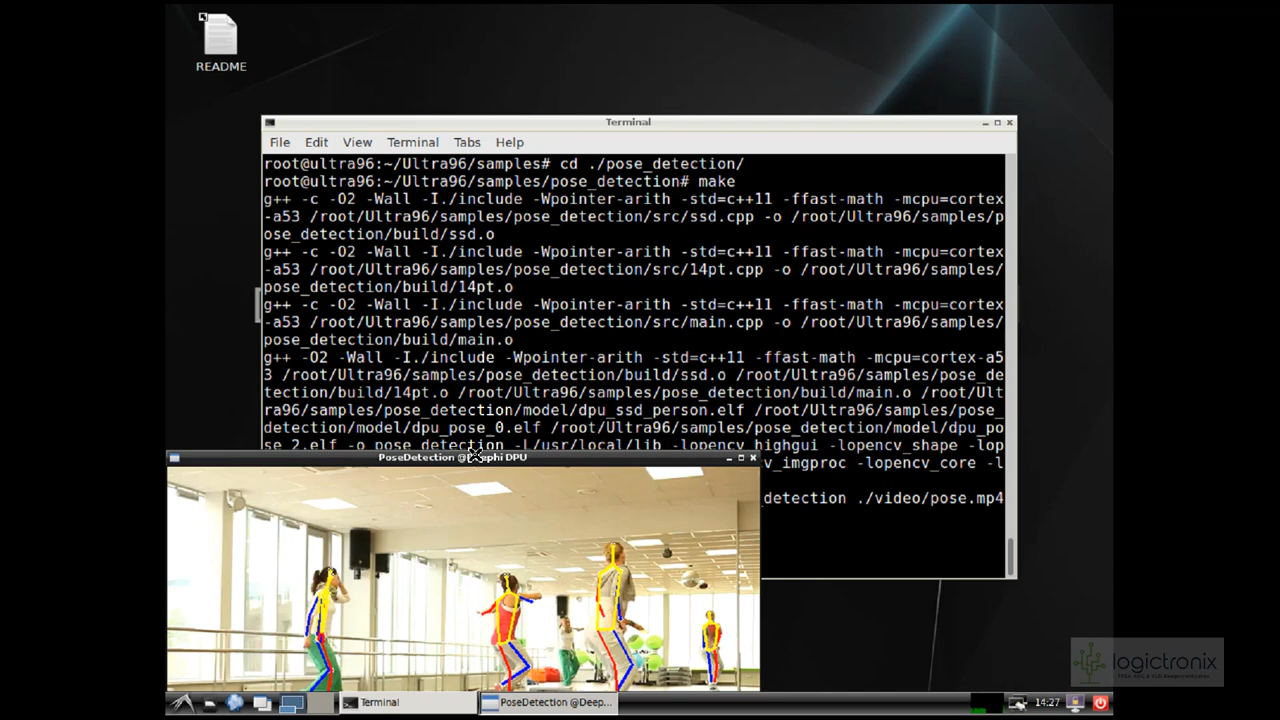 README
Terminal
File Edit View Terminal Tabs Help
root@ultra96:~/Ultra96/samples# cd ./pose_detection/
root@ultra96:~/Ultra96/samples/pose_detection# make
g++ -c -O2 -Wall -I./include -Wpointer-arith -std=c++11 -ffast-math -mcpu=cortex
-a53 /root/Ultra96/samples/pose_detection/src/ssd.cpp -o /root/Ultra96/samples/p
ose_detection/build/ssd.o
g++ -c -O2 -Wall -I./include -Wpointer-arith -std=c++11 -ffast-math -mcpu=cortex
-a53 /root/Ultra96/samples/pose_detection/src/14pt.cpp -o /root/Ultra96/samples/
pose_detection/build/14pt.o
g++ -c -O2 -Wall -I./include -Wpointer-arith -std=c++11 -ffast-math -mcpu=cortex
-a53 /root/Ultra96/samples/pose_detection/src/main.cpp -o /root/Ultra96/samples/
pose_detection/build/main.o
g++ -O2 -Wall -I./include -Wpointer-arith -std=c++11 -ffast-math -mcpu=cortex-a5
3 /root/Ultra96/samples/pose_detection/build/ssd.o /root/Ultra96/samples/pose_de
tection/build/14pt.o /root/Ultra96/samples/pose_detection/build/main.o /root/Ult
ra96/samples/pose_detection/model/dpu_ssd_person.elf /root/Ultra96/samples/pose_
detection/model/dpu_pose_0.elf /root/Ultra96/samples/pose_detection/model/dpu_po
se_2.elf -o pose_detection -L/usr/local/lib -lopencv_highgui -lopencv_shape -lop
v_imgproc -lopencv_core -l
_detection ./video/pose.mp4
PoseDetection @Deephi DPU
logictronix
Terminal
PoseDetection @Deep...
14:27